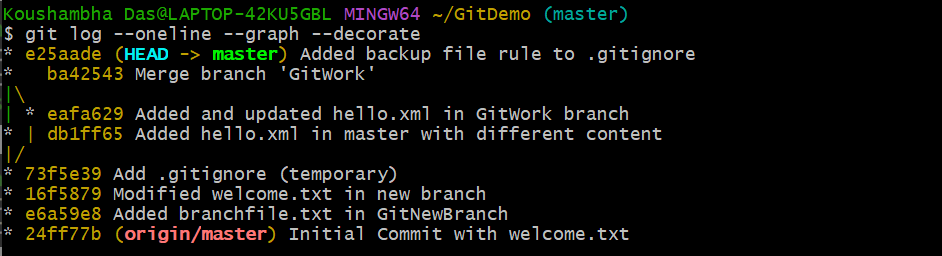 Koushambha Das@LAPTOP-42KU5GBL MINGW64 ~/GitDemo (master)
$ git log --oneline --graph --decorate
* e25aade (HEAD -> master) Added backup file rule to .gitignore
*   ba42543 Merge branch 'GitWork'
|\
| * eafa629 Added and updated hello.xml in GitWork branch
* | db1ff65 Added hello.xml in master with different content
|/
* 73f5e39 Add .gitignore (temporary)
* 16f5879 Modified welcome.txt in new branch
* e6a59e8 Added branchfile.txt in GitNewBranch
* 24ff77b (origin/master) Initial Commit with welcome.txt